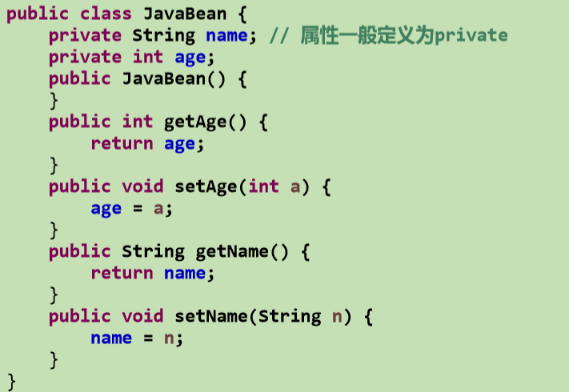 public class JavaBean {
    private String name; // 属性一般定义为private
    private int age;
    public JavaBean() {
    }
    public int getAge() {
        return age;
    }
    public void setAge(int a) {
        age = a;
    }
    public String getName() {
        return name;
    }
    public void setName(String n) {
        name = n;
    }
}